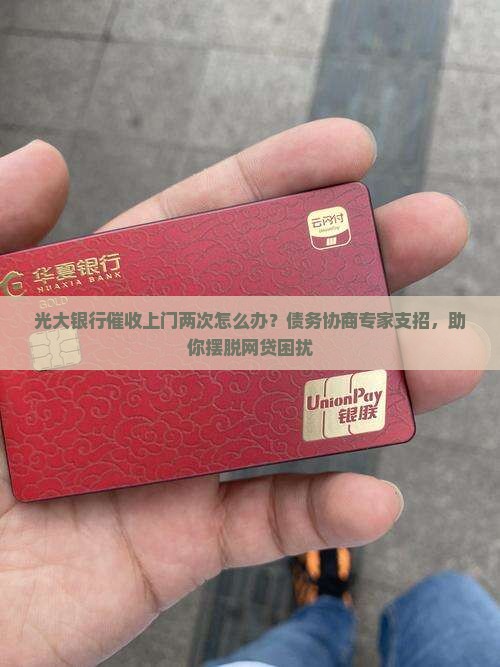 云闪付
UnionPay
华夏银行
HUAXIA BANK
GOLD
光大银行催收上门两次怎么办？债务协商专家支招，助
你摆脱网贷困扰
UnionPay
银联